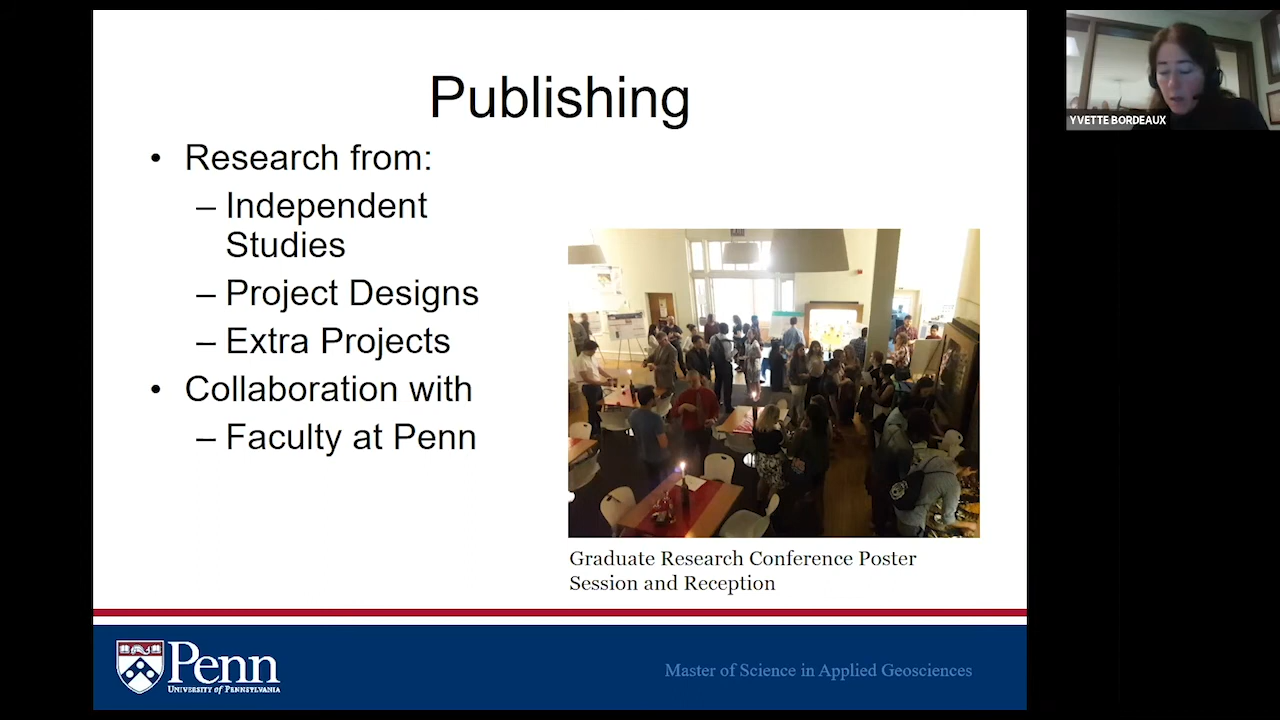 Publishing
• Research from:
– Independent
Studies
– Project Designs
– Extra Projects
• Collaboration with
– Faculty at Penn
Graduate Research Conference Poster
Session and Reception
Penn
UNIVERSITY OF PENNSYLVANIA
Master of Science in Applied Geosciences
YVETTE BORDEAUX